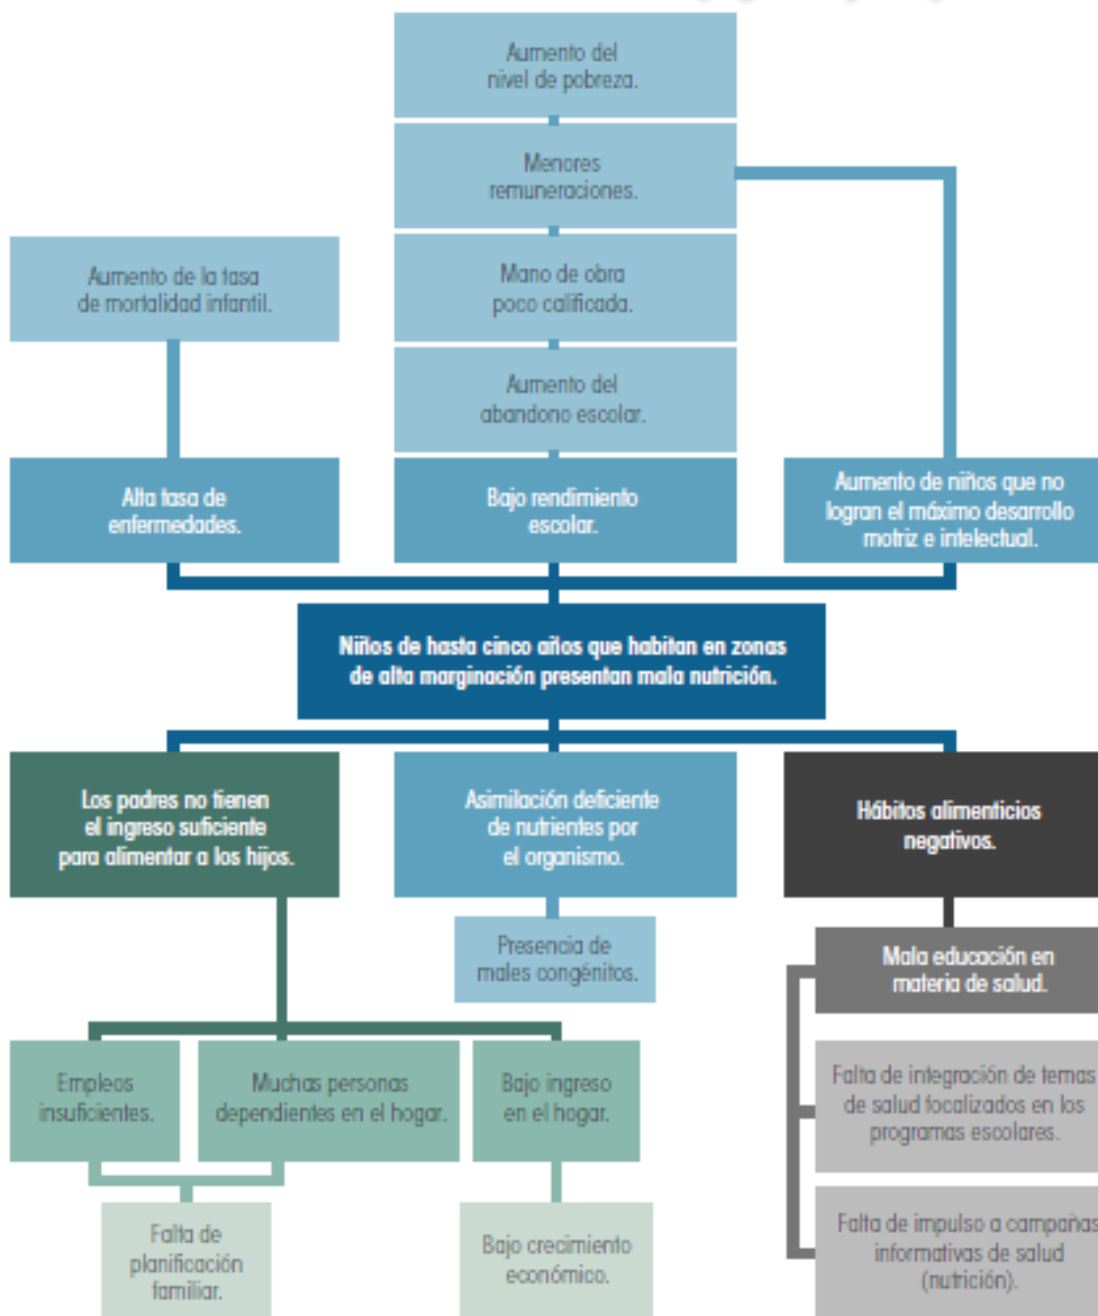 Aumento del
nivel de pobreza.
Menores
remuneraciones.
Aumento de la tasa
de mortalidad infantil.
Mano de obra
poco calificada.
Aumento del
abandono escolar.
Alta tasa de
enfermedades.
Bajo rendimiento
escolar.
Aumento de niños que no
logran el máximo desarrollo
motriz e intelectual.
Niños de hasta cinco años que habitan en zonas
de alta marginación presentan mala nutrición.
Los padres no tienen
el ingreso suficiente
para alimentar a los hijos.
Asimilación deficiente
de nutrientes por
el organismo.
Hábitos alimenticios
negativos.
Presencia de
males congénitos.
Mala educación en
materia de salud.
Empleos
insuficientes.
Muchas personas
dependientes en el hogar.
Bajo ingreso
en el hogar.
Falta de integración de temas
de salud focalizados en los
programas escolares.
Falta de
planificación
familiar.
Bajo crecimiento
económico.
Falta de impulso a campañas
informativas de salud
(nutrición).